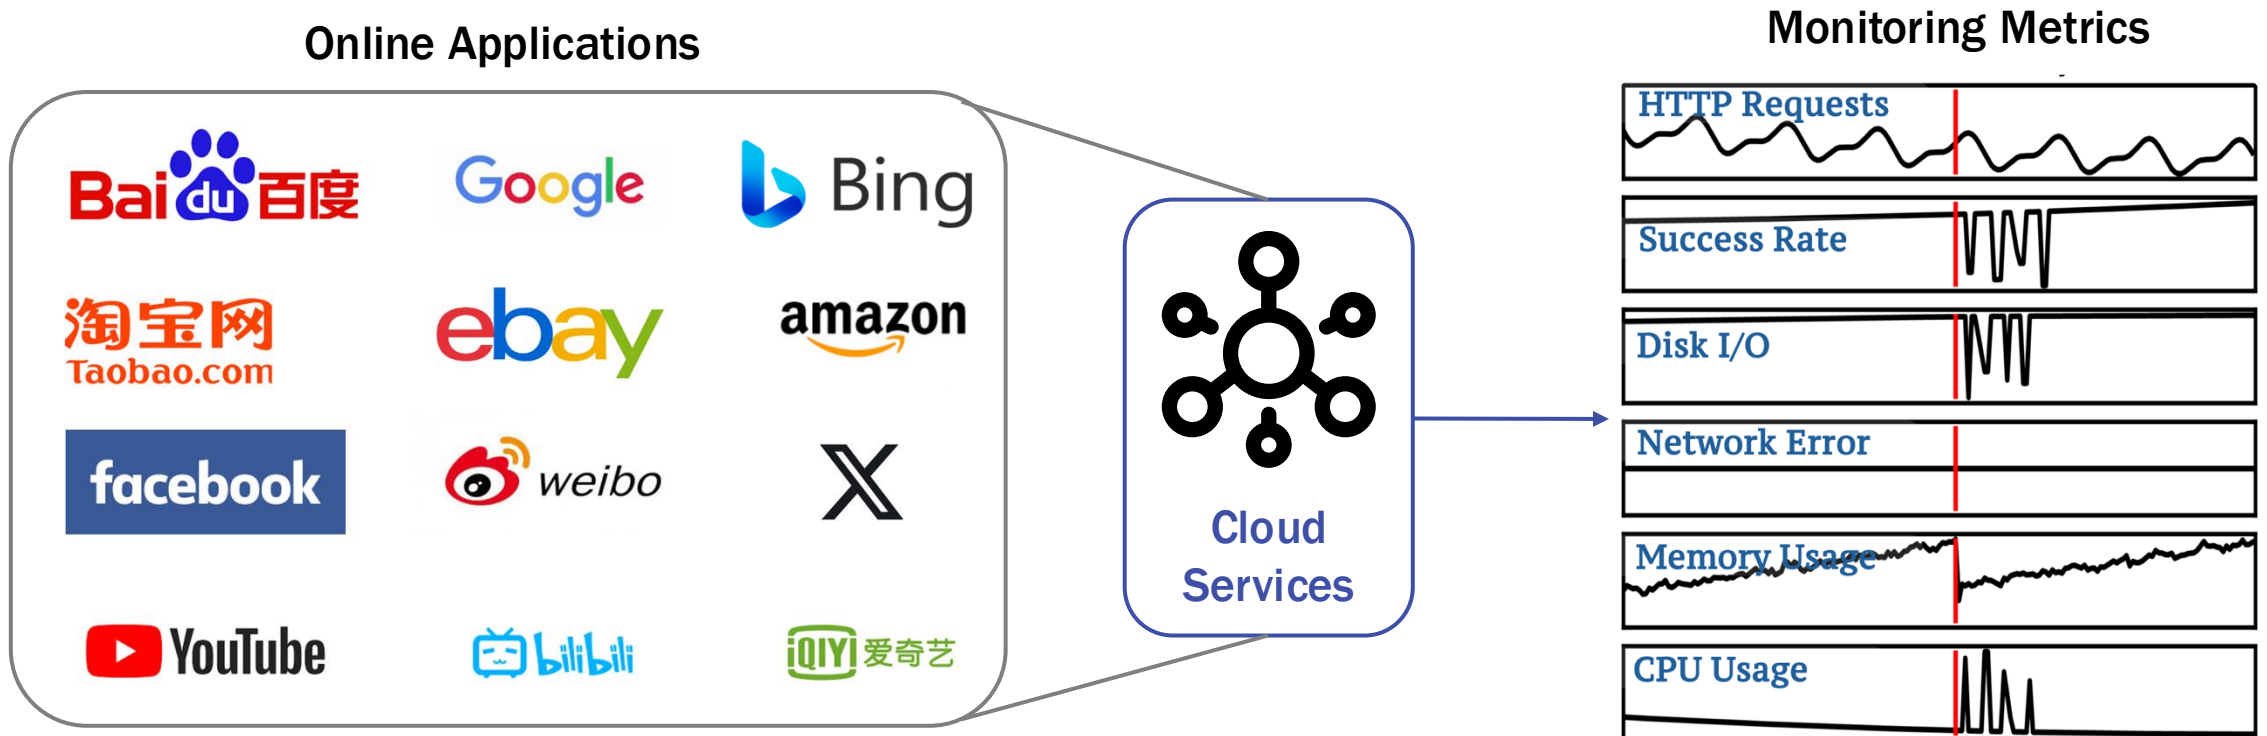 Online Applications
Baidu百度
Google
Bing
淘宝网
Taobao.com
ebay
amazon
facebook
weibo
X
YouTube
bilibili
iQIYI爱奇艺
Cloud
Services
Monitoring Metrics
HTTP Requests
Success Rate
Disk I/O
Network Error
Memory Usage
CPU Usage